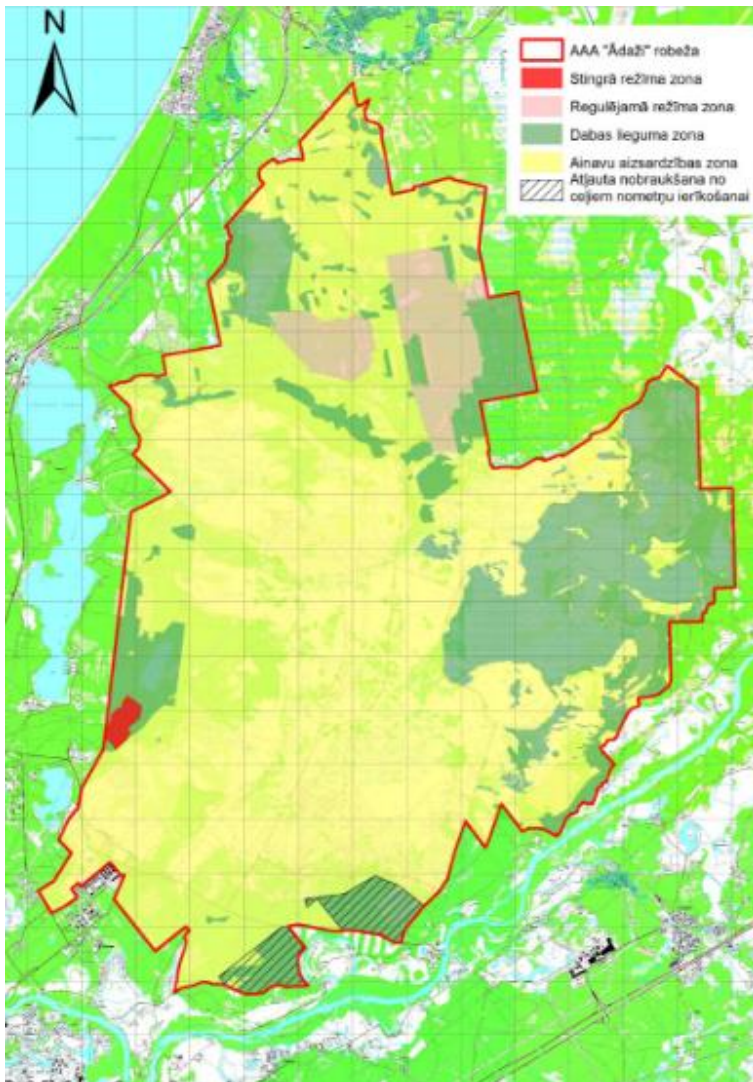 N
AAA "Ādaži" robeža
Stingrā režīma zona
Regulējamā režīma zona
Dabas lieguma zona
Ainavu aizsardzības zona
Atļauta nobraukšana no
ceļiem nometņu ierīkošanai